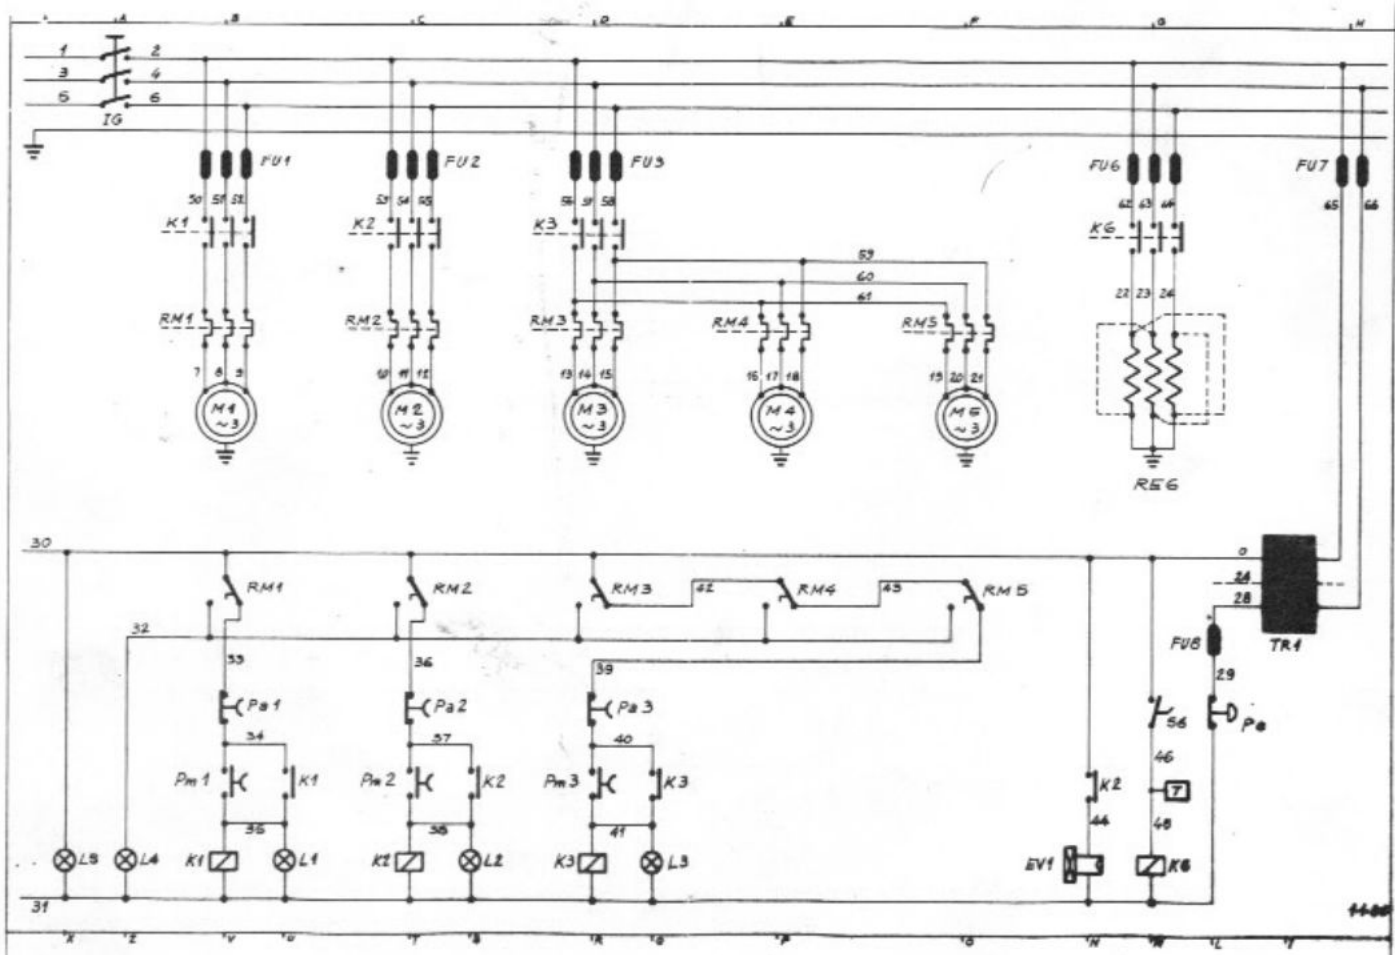 A B C D E F G H
1 2
3 4
5 6
IG
FU1 FU2 FU3 FU6 FU7
50 51 52 53 54 55 56 57 58 62 63 64 65 66
K1 K2 K3 K6
59
60
61
22 23 24
RM1 RM2 RM3 RM4 RM5
7 8 9 10 11 12 13 14 15 16 17 18 19 20 21
M1 M2 M3 M4 M5
~3 ~3 ~3 ~3 ~3
RE6
30 0
2A
28
RM1 RM2 RM3 42 RM4 43 RM5
32
TR1
FU8
33 36 39 29
Pa1 Pa2 Pa3 S6 Pe
34 37 40 46
Pm1 K1 Pm2 K2 Pm3 K3 K2 T
35 38 41 44
L5 L4 K1 L1 K2 L2 K3 L3 EV1 K6
31
X Z V U T S R Q P O N M L